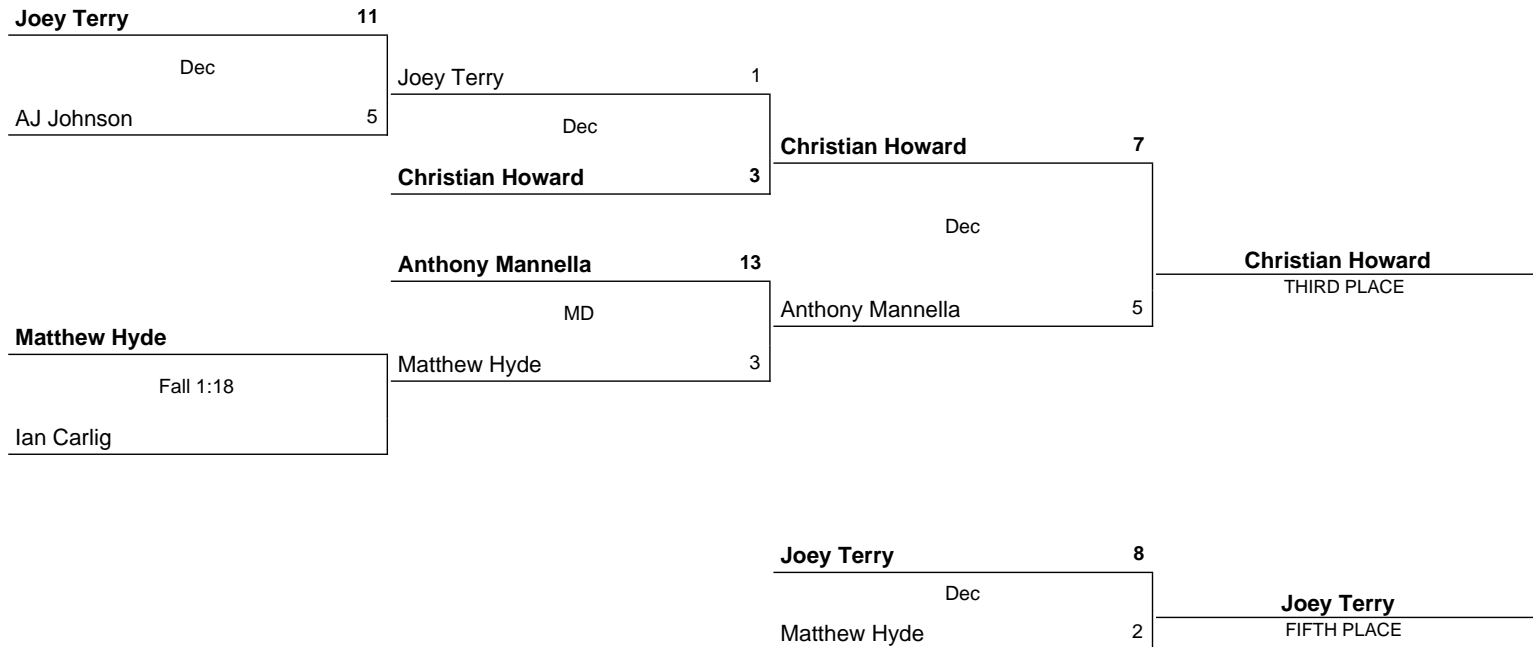 Joey Terry 11
Dec
AJ Johnson 5
Joey Terry 1
Dec
Christian Howard 3
Anthony Mannella 13
MD
Matthew Hyde 3
Matthew Hyde
Fall 1:18
Ian Carlig
Christian Howard 7
Dec
Anthony Mannella 5
Christian Howard
THIRD PLACE
Joey Terry 8
Dec
Matthew Hyde 2
Joey Terry
FIFTH PLACE